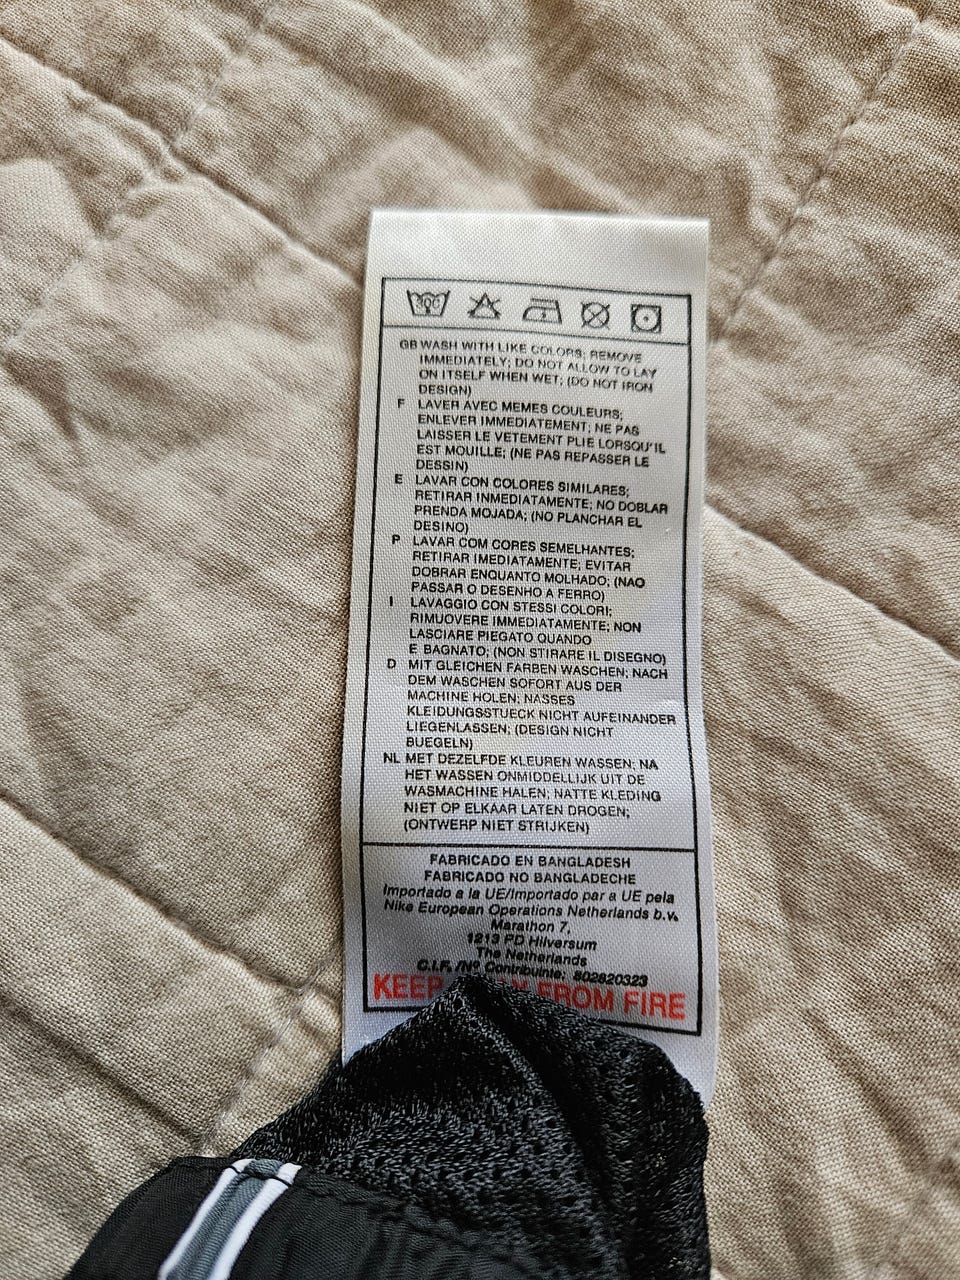 30C
GB WASH WITH LIKE COLORS; REMOVE
IMMEDIATELY; DO NOT ALLOW TO LAY
ON ITSELF WHEN WET; (DO NOT IRON
DESIGN)
F LAVER AVEC MEMES COULEURS;
ENLEVER IMMEDIATEMENT; NE PAS
LAISSER LE VETEMENT PLIE LORSQU'IL
EST MOUILLE; (NE PAS REPASSER LE
DESSIN)
E LAVAR CON COLORES SIMILARES;
RETIRAR INMEDIATAMENTE; NO DOBLAR
PRENDA MOJADA; (NO PLANCHAR EL
DESINO)
P LAVAR COM CORES SEMELHANTES;
RETIRAR IMEDIATAMENTE; EVITAR
DOBRAR ENQUANTO MOLHADO; (NAO
PASSAR O DESENHO A FERRO)
I LAVAGGIO CON STESSI COLORI;
RIMUOVERE IMMEDIATAMENTE; NON
LASCIARE PIEGATO QUANDO
E BAGNATO; (NON STIRARE IL DISEGNO)
D MIT GLEICHEN FARBEN WASCHEN; NACH
DEM WASCHEN SOFORT AUS DER
MACHINE HOLEN; NASSES
KLEIDUNGSSTUECK NICHT AUFEINANDER
LIEGENLASSEN; (DESIGN NICHT
BUEGELN)
NL MET DEZELFDE KLEUREN WASSEN; NA
HET WASSEN ONMIDDELLIJK UIT DE
WASMACHINE HALEN; NATTE KLEDING
NIET OP ELKAAR LATEN DROGEN;
(ONTWERP NIET STRIJKEN)
FABRICADO EN BANGLADESH
FABRICADO NO BANGLADECHE
Importado a la UE/Importado par a UE pela
Nike European Operations Netherlands b.v.
Marathon 7,
1213 PD Hilversum
The Netherlands
C.I.F. /Nº Contribuinte: 802820323
KEEP FROM FIRE